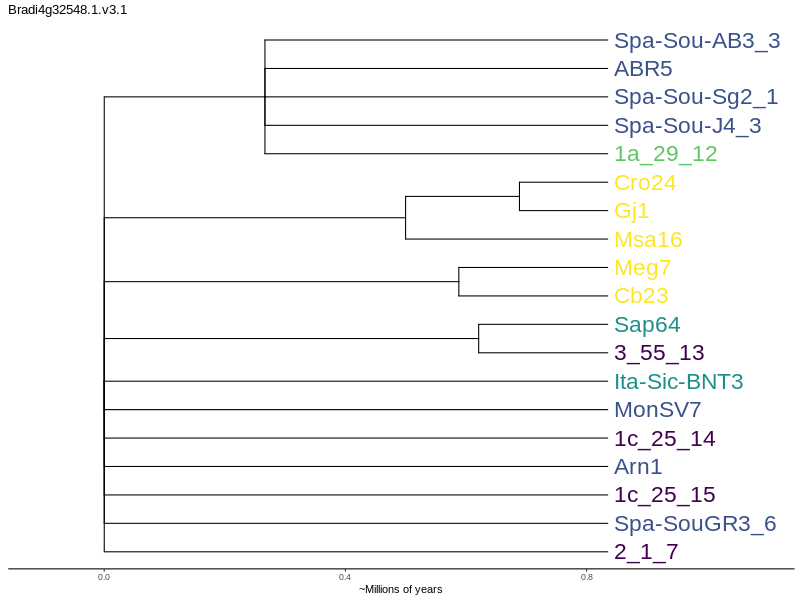 Bradi4g32548.1.v3.1
Spa-Sou-AB3_3
ABR5
Spa-Sou-Sg2_1
Spa-Sou-J4_3
1a_29_12
Cro24
Gj1
Msa16
Meg7
Cb23
Sap64
3_55_13
Ita-Sic-BNT3
MonSV7
1c_25_14
Arn1
1c_25_15
Spa-SouGR3_6
2_1_7
0.0 0.4 0.8
~Millions of years